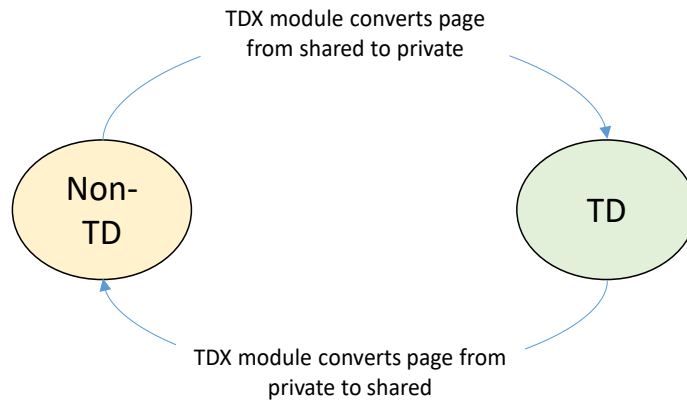 TDX module converts page
from shared to private
Non-
TD
TD
TDX module converts page from
private to shared